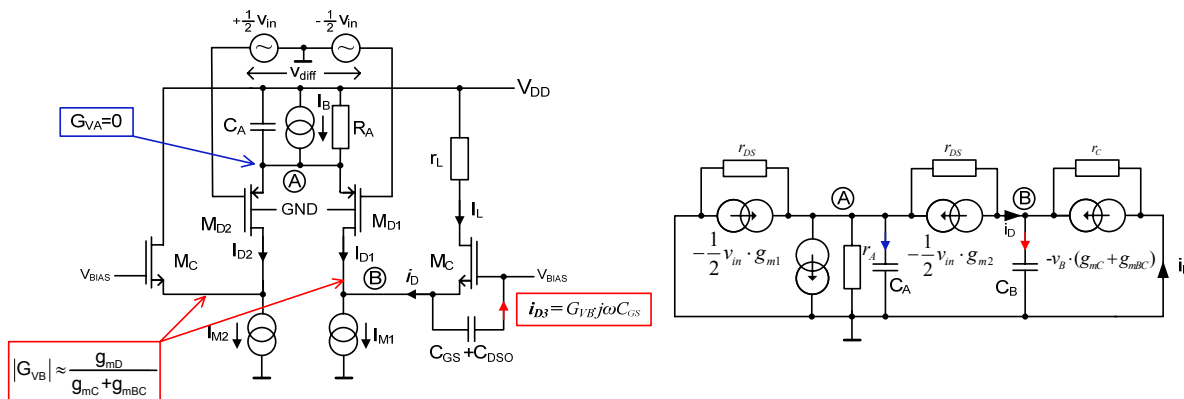 +½ v_in
-½ v_in
v_diff
V_DD
G_VA=0
C_A
I_B
R_A
r_L
A
I_L
M_D2
GND
M_D1
I_D2
I_D1
M_C
M_C
V_BIAS
V_BIAS
B
i_D
i_D3 = G_VB·jωC_GS
I_M2
I_M1
C_GS+C_DSO
|G_VB| ≈ g_mD / (g_mC+g_mBC)
r_DS
r_DS
r_C
A
B
i_D
-½ v_in · g_m1
r_A
C_A
-½ v_in · g_m2
C_B
-v_B · (g_mC + g_mBC)